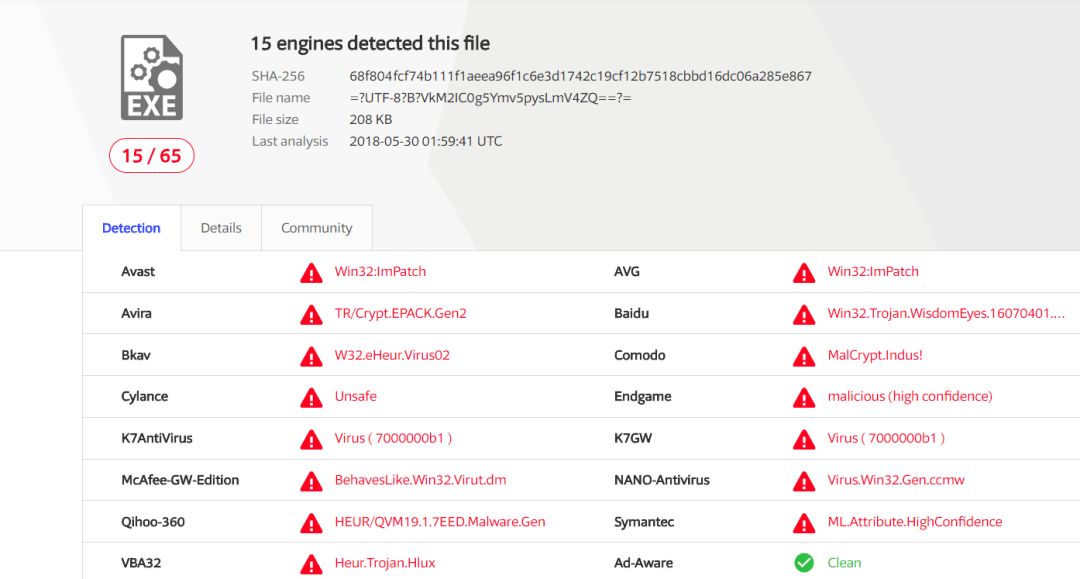 15 engines detected this file
EXE
SHA-256 68f804fcf74b111f1aeea96f1c6e3d1742c19cf12b7518cbbd16dc06a285e867
File name =?UTF-8?B?VkM2IC0g5Ymv5pysLmV4ZQ==?=
File size 208 KB
Last analysis 2018-05-30 01:59:41 UTC
15 / 65
Detection Details Community
Avast Win32:ImPatch AVG Win32:ImPatch
Avira TR/Crypt.EPACK.Gen2 Baidu Win32.Trojan.WisdomEyes.16070401....
Bkav W32.eHeur.Virus02 Comodo MalCrypt.Indus!
Cylance Unsafe Endgame malicious (high confidence)
K7AntiVirus Virus ( 7000000b1 ) K7GW Virus ( 7000000b1 )
McAfee-GW-Edition BehavesLike.Win32.Virut.dm NANO-Antivirus Virus.Win32.Gen.ccmw
Qihoo-360 HEUR/QVM19.1.7EED.Malware.Gen Symantec ML.Attribute.HighConfidence
VBA32 Heur.Trojan.Hlux Ad-Aware Clean